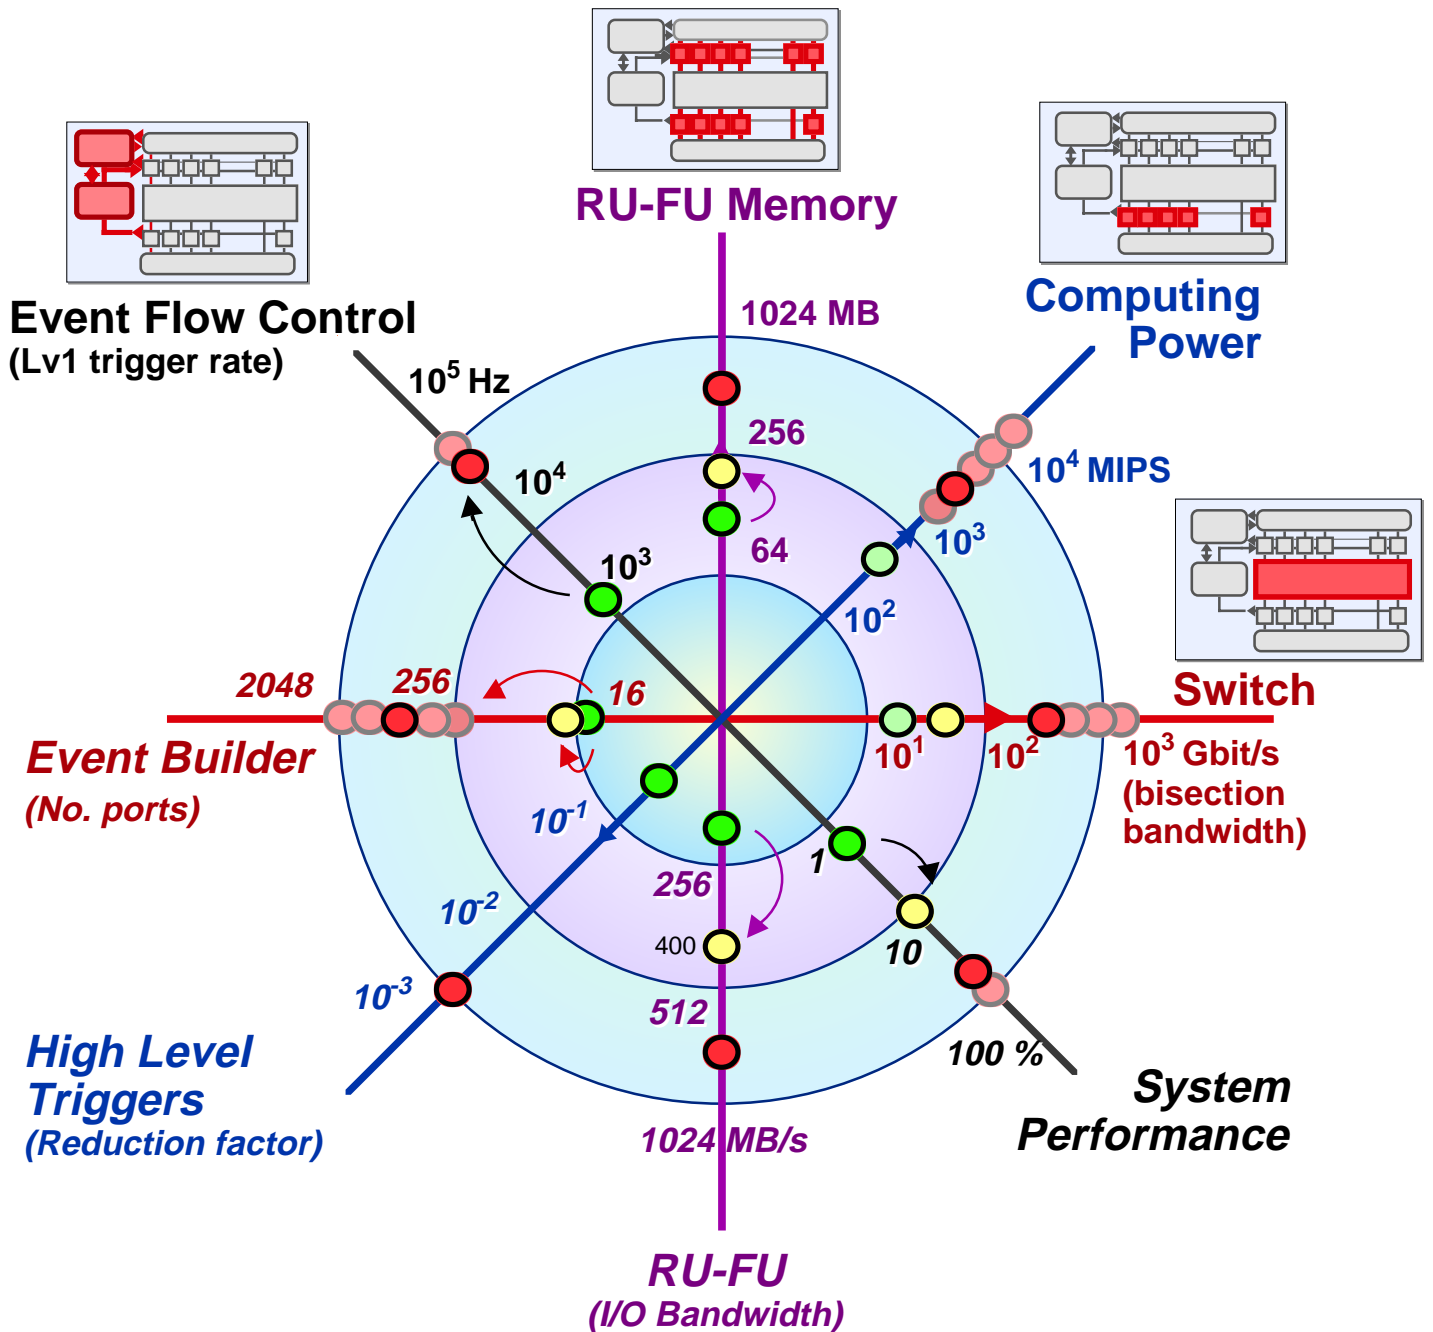 RU-FU Memory
Computing
Power
Event Flow Control
(Lv1 trigger rate)
1024 MB
10⁵ Hz
256
10⁴ MIPS
10⁴
10³
64
10³
10²
Switch
2048
256
16
10¹
10²
10³ Gbit/s
(bisection
bandwidth)
Event Builder
(No. ports)
10⁻¹
1
256
10⁻²
400
10
10⁻³
512
High Level
Triggers
(Reduction factor)
100 %
System
Performance
1024 MB/s
RU-FU
(I/O Bandwidth)